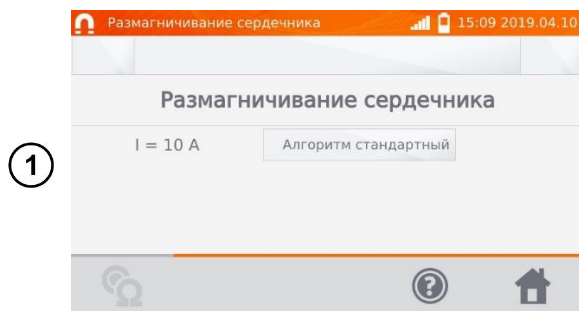 Размагничивание сердечника 15:09 2019.04.10
Размагничивание сердечника
1
I = 10 A Алгоритм стандартный